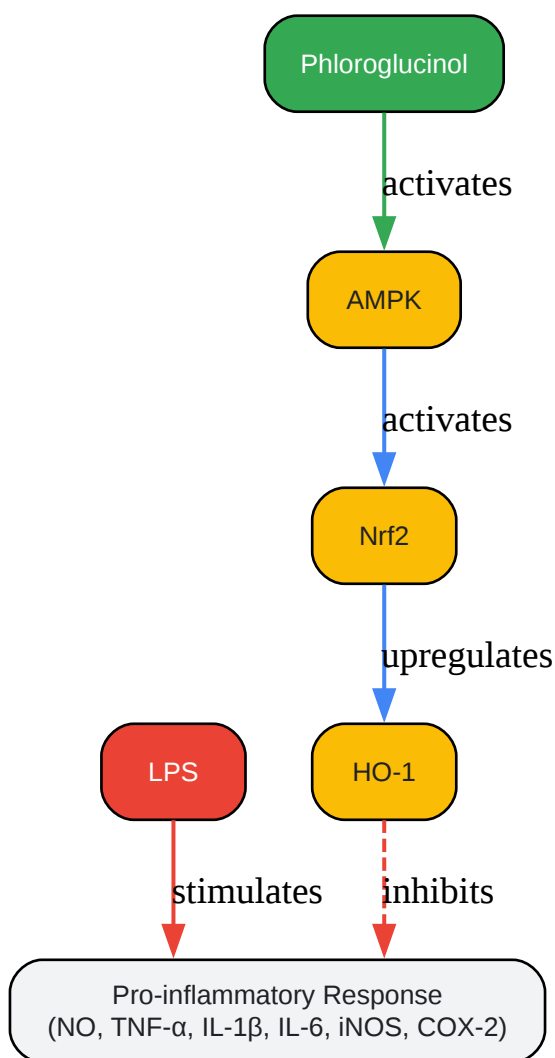 Phloroglucinol
activates
AMPK
activates
Nrf2
upregulates
LPS
HO-1
stimulates
inhibits
Pro-inflammatory Response
(NO, TNF-α, IL-1β, IL-6, iNOS, COX-2)